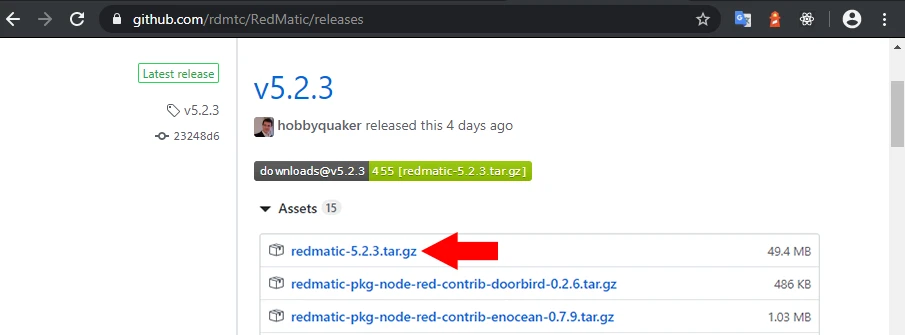 github.com/rdmtc/RedMatic/releases
Latest release
v5.2.3
23248d6
v5.2.3
hobbyquaker released this 4 days ago
downloads@v5.2.3 455 [redmatic-5.2.3.tar.gz]
Assets 15
redmatic-5.2.3.tar.gz 49.4 MB
redmatic-pkg-node-red-contrib-doorbird-0.2.6.tar.gz 486 KB
redmatic-pkg-node-red-contrib-enocean-0.7.9.tar.gz 1.03 MB